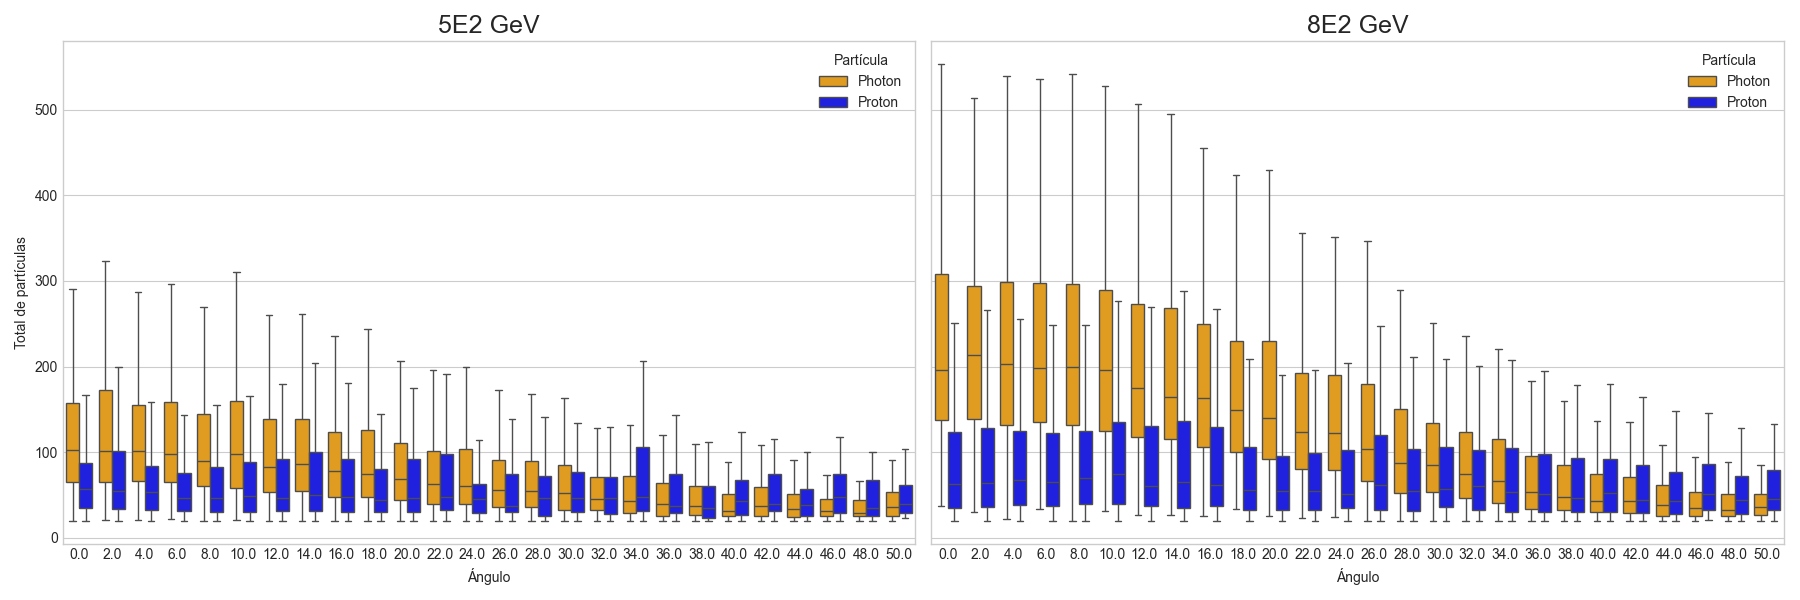 5E2 GeV
8E2 GeV
Partícula
Photon
Proton
Partícula
Photon
Proton
500
400
300
200
100
0
Total de partículas
0.0 2.0 4.0 6.0 8.0 10.0 12.0 14.0 16.0 18.0 20.0 22.0 24.0 26.0 28.0 30.0 32.0 34.0 36.0 38.0 40.0 42.0 44.0 46.0 48.0 50.0
0.0 2.0 4.0 6.0 8.0 10.0 12.0 14.0 16.0 18.0 20.0 22.0 24.0 26.0 28.0 30.0 32.0 34.0 36.0 38.0 40.0 42.0 44.0 46.0 48.0 50.0
Ángulo
Ángulo